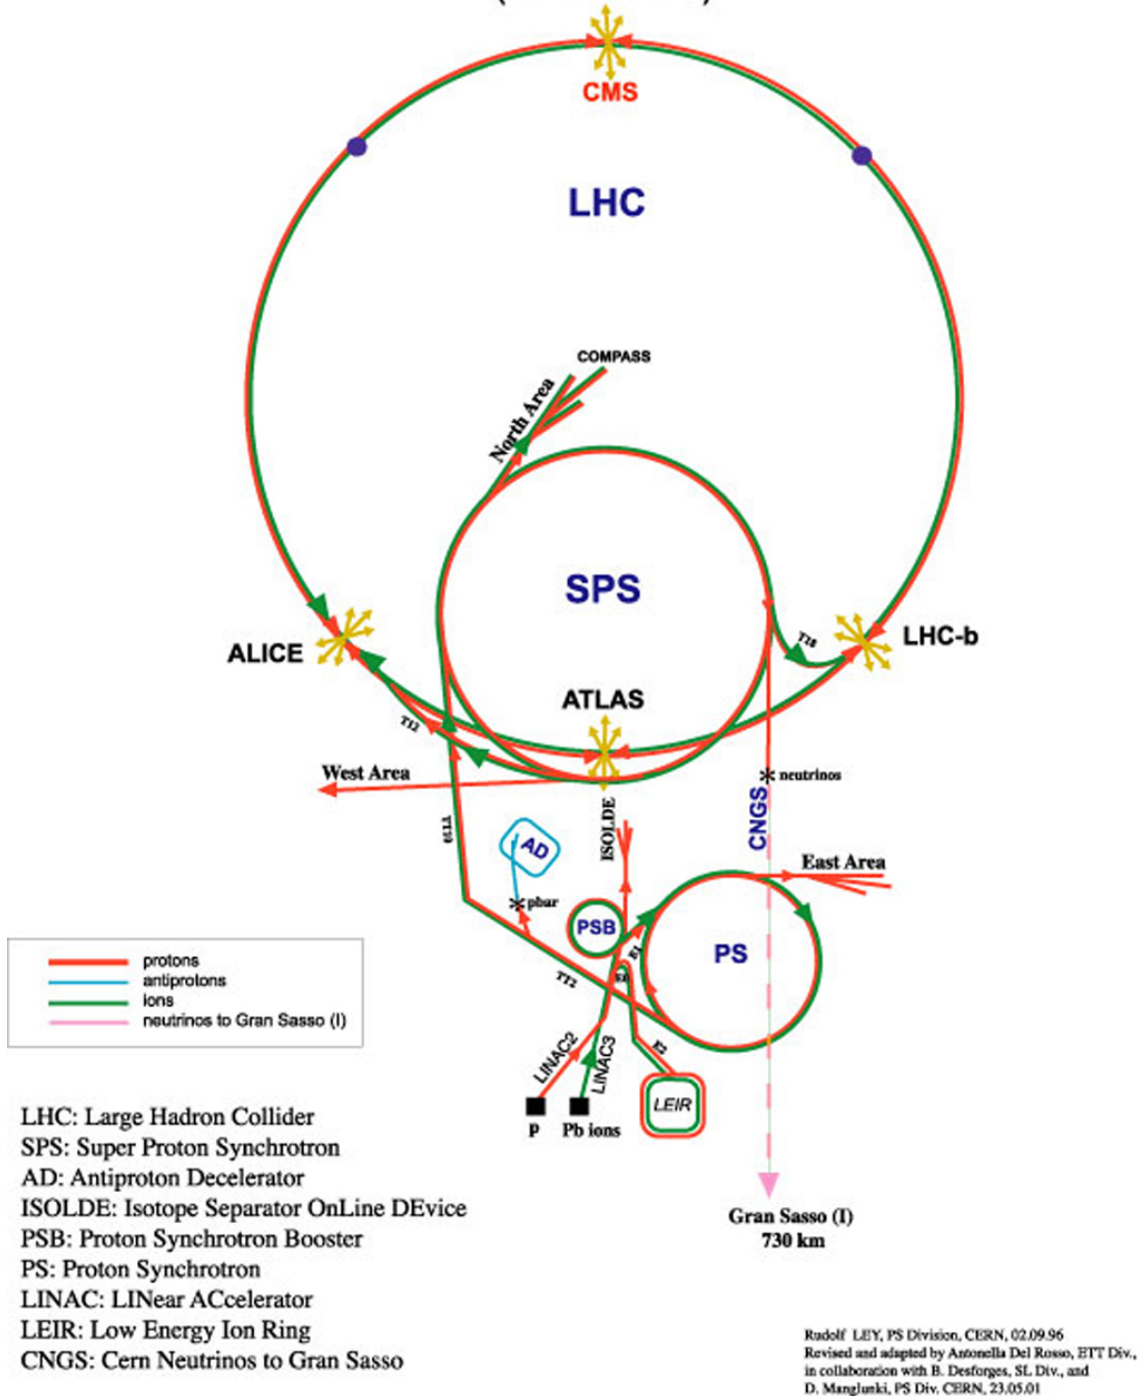 CMS
LHC
COMPASS
North Area
SPS
TI8
LHC-b
ALICE
ATLAS
TI2
West Area
neutrinos
CNGS
ISOLDE
TT10
AD
East Area
pbar
PSB
PS
E1
protons
antiprotons
ions
neutrinos to Gran Sasso (I)
TT2
E0
LINAC2
LINAC3
E2
LEIR
p
Pb ions
LHC: Large Hadron Collider
SPS: Super Proton Synchrotron
AD: Antiproton Decelerator
ISOLDE: Isotope Separator OnLine DEvice
PSB: Proton Synchrotron Booster
PS: Proton Synchrotron
LINAC: LINear ACcelerator
LEIR: Low Energy Ion Ring
CNGS: Cern Neutrinos to Gran Sasso
Gran Sasso (I)
730 km
Rudolf LEY, PS Division, CERN, 02.09.96
Revised and adapted by Antonella Del Rosso, ETT Div.,
in collaboration with B. Desforges, SL Div., and
D. Manglunki, PS Div. CERN, 23.05.01